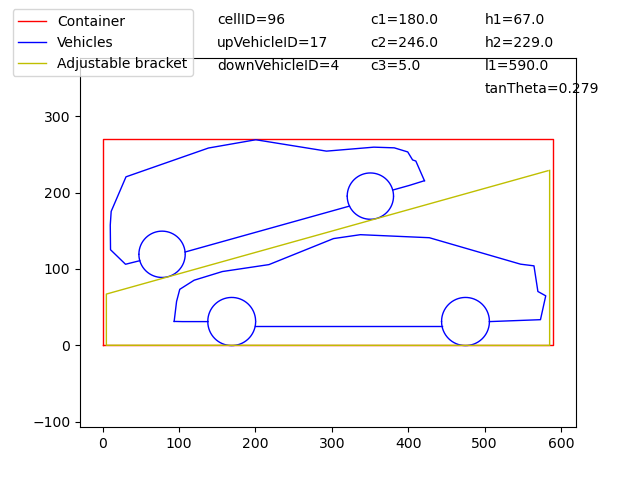 Container
Vehicles
Adjustable bracket
cellID=96
upVehicleID=17
downVehicleID=4
c1=180.0
c2=246.0
c3=5.0
h1=67.0
h2=229.0
l1=590.0
tanTheta=0.279
300
200
100
0
−100
0 100 200 300 400 500 600